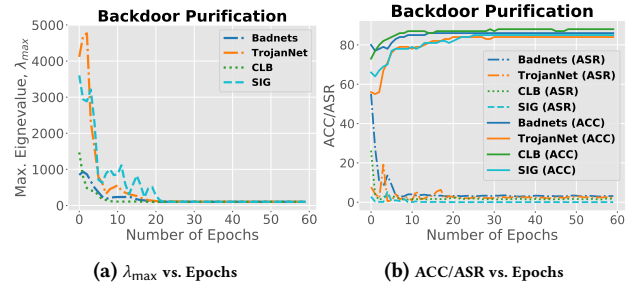 Backdoor Purification
Max. Eignevalue, λmax
5000
4000
3000
2000
1000
0
Badnets
TrojanNet
CLB
SIG
0 10 20 30 40 50 60
Number of Epochs
(a) λmax vs. Epochs
Backdoor Purification
ACC/ASR
80
60
40
20
0
Badnets (ASR)
TrojanNet (ASR)
CLB (ASR)
SIG (ASR)
Badnets (ACC)
TrojanNet (ACC)
CLB (ACC)
SIG (ACC)
0 10 20 30 40 50 60
Number of Epochs
(b) ACC/ASR vs. Epochs